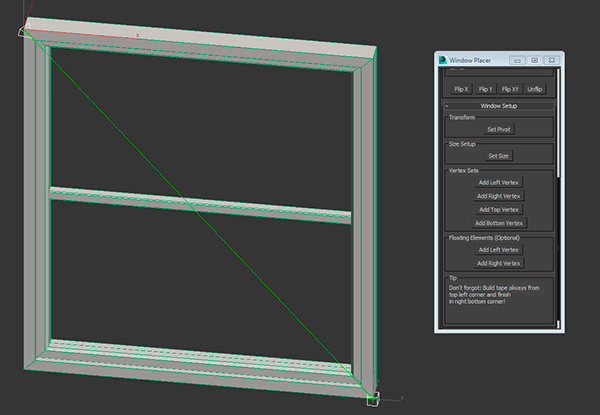 Window Placer
Flip X Flip Y Flip XY Unflip
- Window Setup
Transform
Set Pivot
Size Setup
Set Size
Vertex Sets
Add Left Vertex
Add Right Vertex
Add Top Vertex
Add Bottom Vertex
Floating Elements (Optional)
Add Left Vertex
Add Right Vertex
Tip
Don't forgot: Build tape always from
top left corner and finish
in right bottom corner!